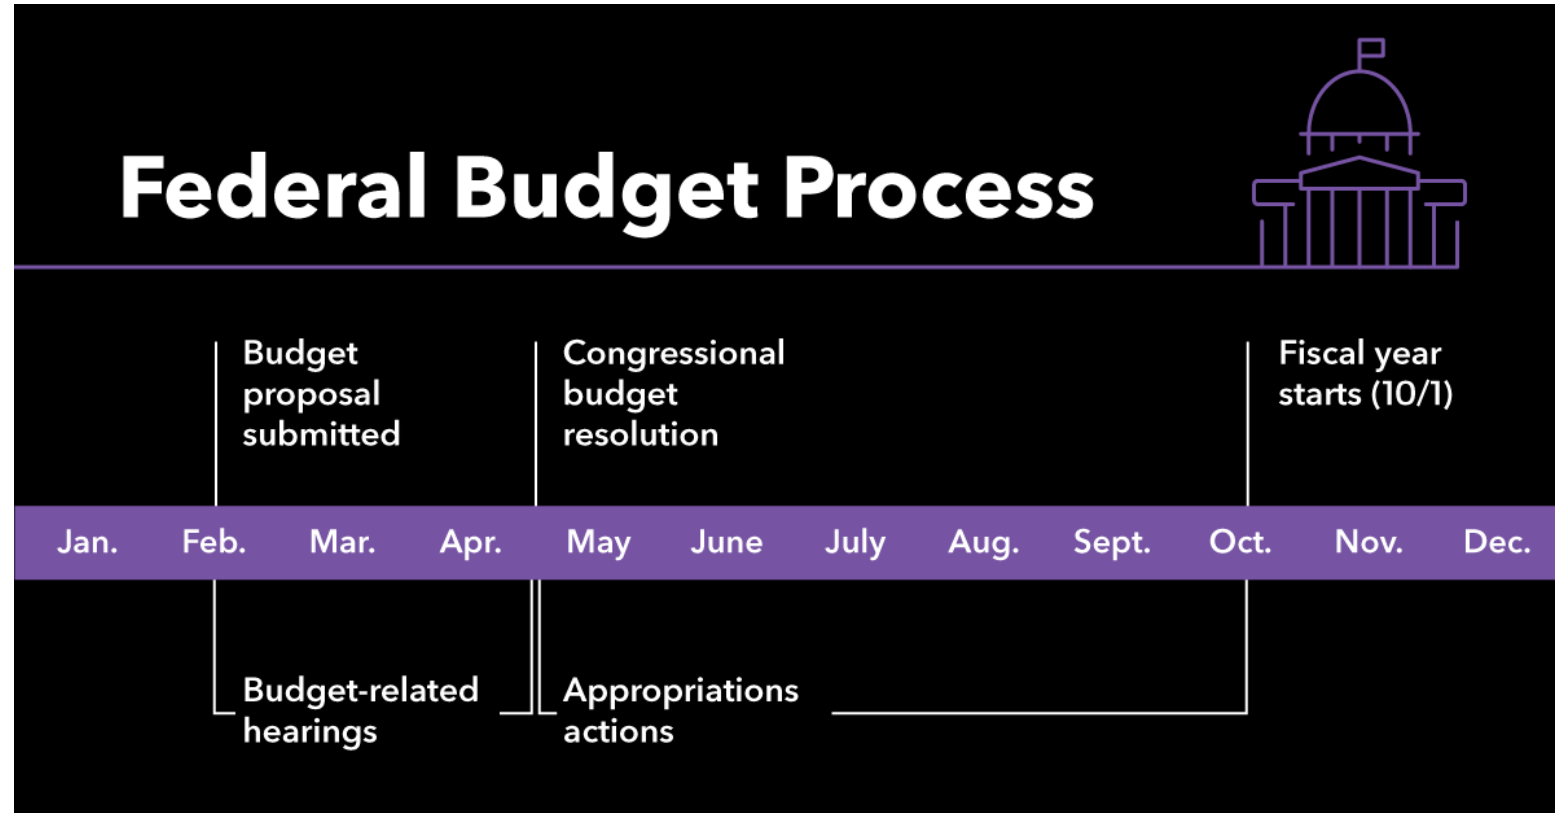 Federal Budget Process
Budget
proposal
submitted
Congressional
budget
resolution
Fiscal year
starts (10/1)
Jan. Feb. Mar. Apr. May June July Aug. Sept. Oct. Nov. Dec.
Budget-related
hearings
Appropriations
actions